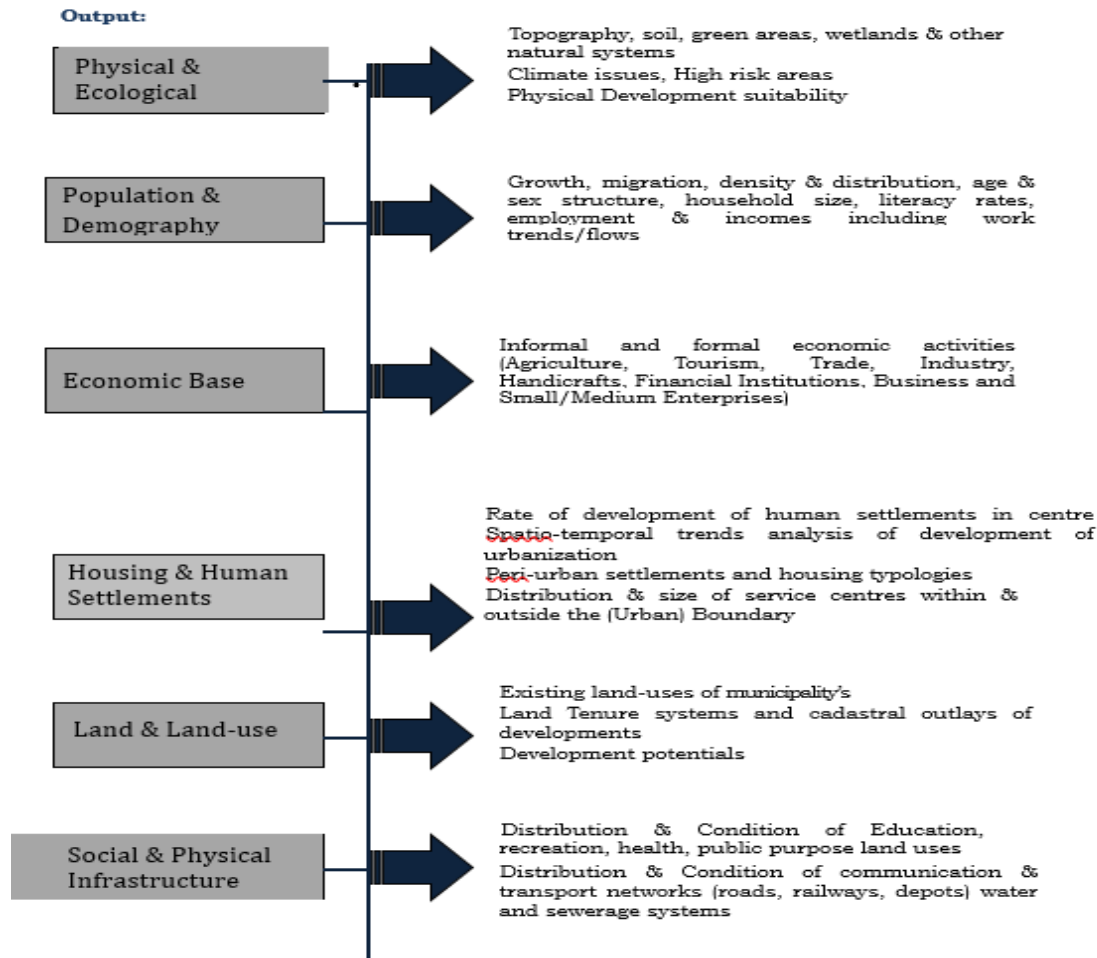 Output:
Physical &
Ecological
Topography, soil, green areas, wetlands & other
natural systems
Climate issues, High risk areas
Physical Development suitability
Population &
Demography
Growth, migration, density & distribution, age &
sex structure, household size, literacy rates,
employment & incomes including work
trends/flows
Economic Base
Informal and formal economic activities
(Agriculture, Tourism, Trade, Industry,
Handicrafts, Financial Institutions, Business and
Small/Medium Enterprises)
Housing & Human
Settlements
Rate of development of human settlements in centre
Spatio-temporal trends analysis of development of
urbanization
Peri-urban settlements and housing typologies
Distribution & size of service centres within &
outside the (Urban) Boundary
Land & Land-use
Existing land-uses of municipality's
Land Tenure systems and cadastral outlays of
developments
Development potentials
Social & Physical
Infrastructure
Distribution & Condition of Education,
recreation, health, public purpose land uses
Distribution & Condition of communication &
transport networks (roads, railways, depots) water
and sewerage systems